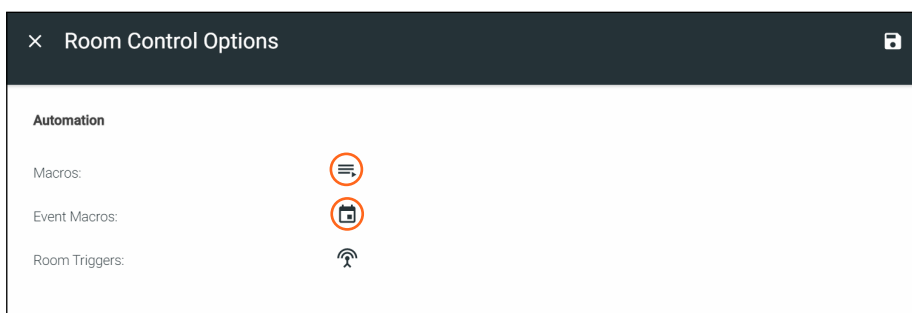 Room Control Options
Automation
Macros:
Event Macros:
Room Triggers: